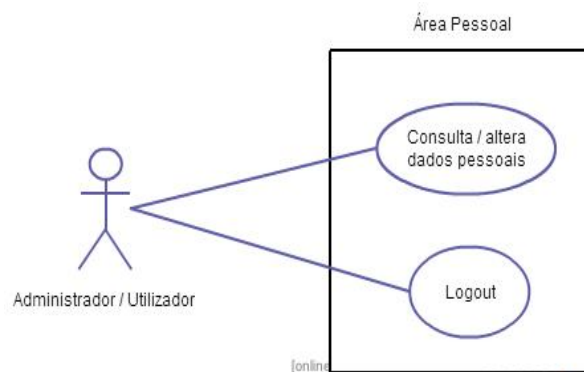 Área Pessoal
Consulta / altera
dados pessoais
Administrador / Utilizador
Logout
[online